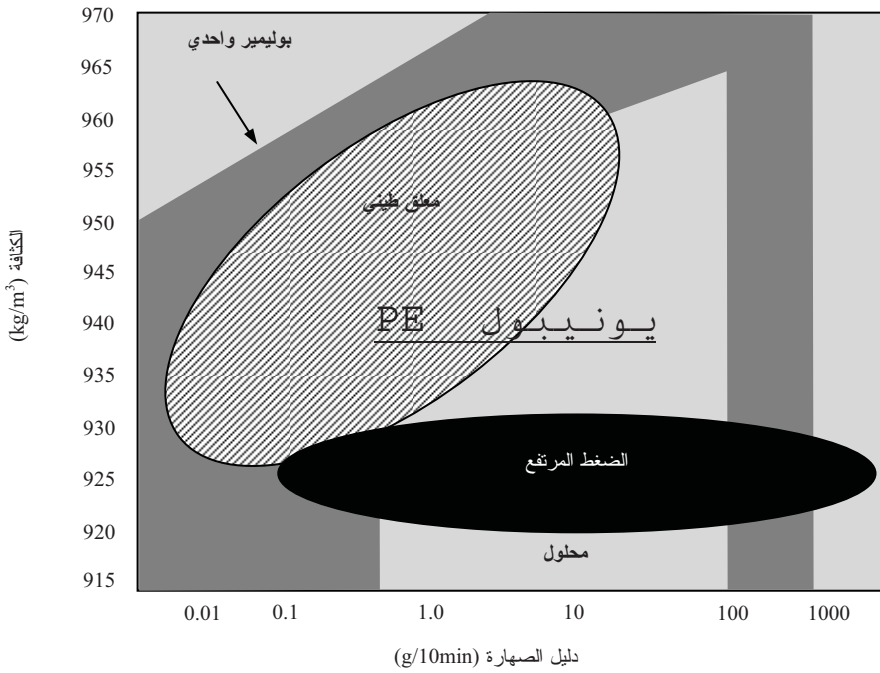 970
965
960
955
950
945
940
935
930
925
920
915
الكثافة (kg/m³)
بوليمير واحدي
معلق طيني
يونيبول PE
الضغط المرتفع
محلول
0.01 0.1 1.0 10 100 1000
دليل الصهارة (g/10min)